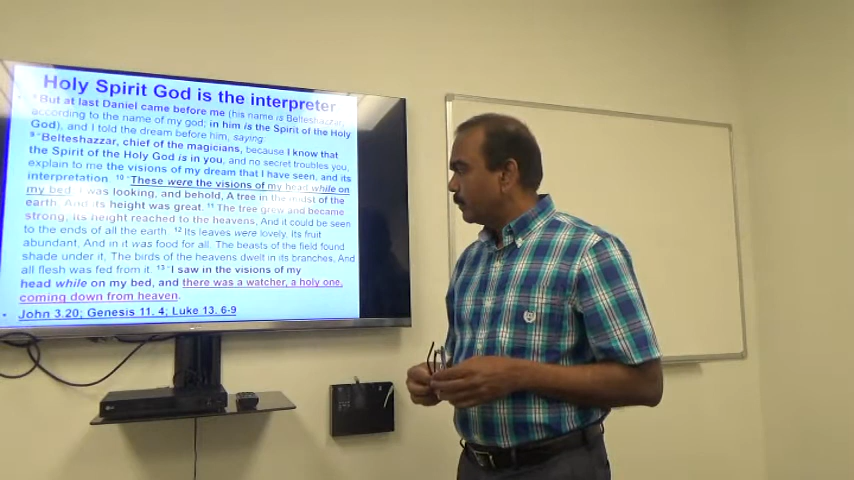 Holy Spirit God is the interpreter
• 8 But at last Daniel came before me (his name is Belteshazzar,
according to the name of my god; in him is the Spirit of the Holy
God), and I told the dream before him, saying:
9 "Belteshazzar, chief of the magicians, because I know that
the Spirit of the Holy God is in you, and no secret troubles you,
explain to me the visions of my dream that I have seen, and its
interpretation. 10 "These were the visions of my head while on
my bed: I was looking, and behold, A tree in the midst of the
earth, And its height was great. 11 The tree grew and became
strong; Its height reached to the heavens, And it could be seen
to the ends of all the earth. 12 Its leaves were lovely, Its fruit
abundant, And in it was food for all. The beasts of the field found
shade under it, The birds of the heavens dwelt in its branches, And
all flesh was fed from it. 13 "I saw in the visions of my
head while on my bed, and there was a watcher, a holy one,
coming down from heaven.
• John 3.20; Genesis 11. 4; Luke 13. 6-9